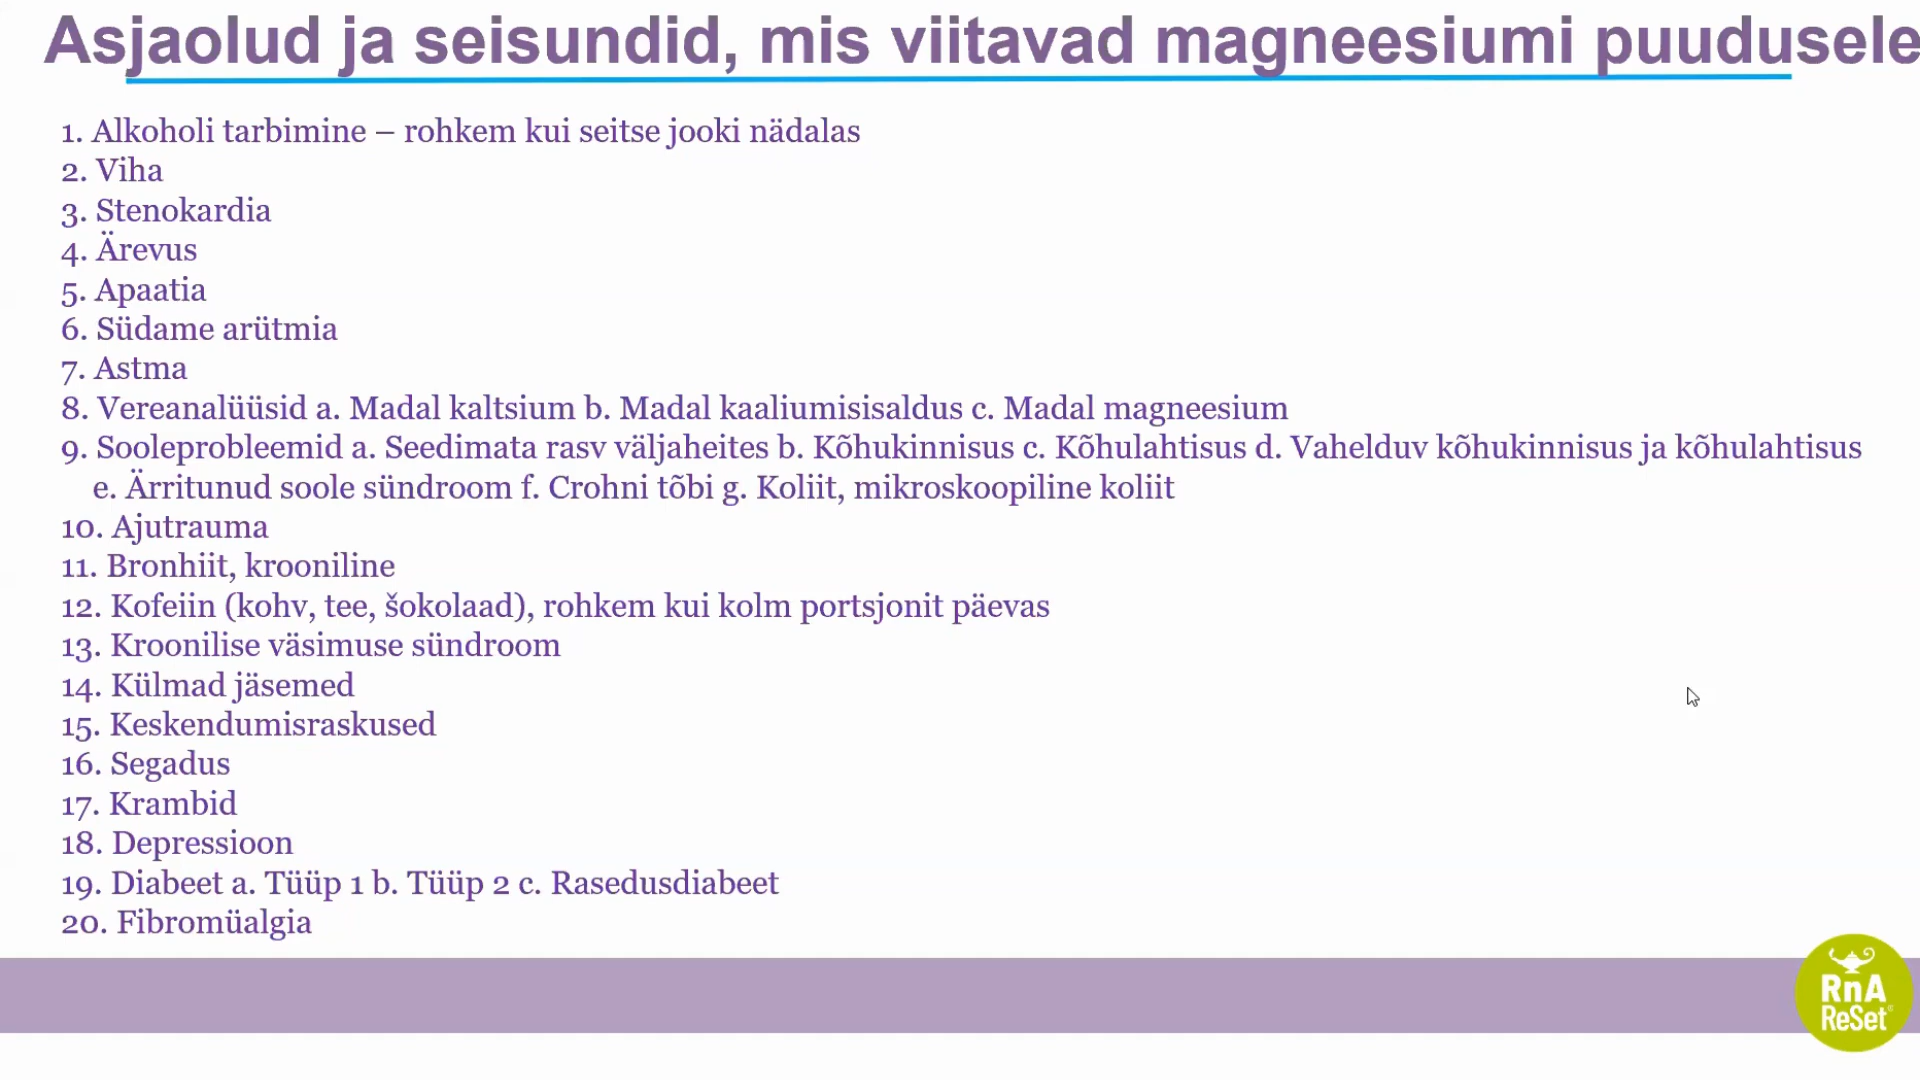 Asjaolud ja seisundid, mis viitavad magneesiumi puudusele
1. Alkoholi tarbimine – rohkem kui seitse jooki nädalas
2. Viha
3. Stenokardia
4. Ärevus
5. Apaatia
6. Südame arütmia
7. Astma
8. Vereanalüüsid a. Madal kaltsium b. Madal kaaliumisisaldus c. Madal magneesium
9. Sooleprobleemid a. Seedimata rasv väljaheites b. Kõhukinnisus c. Kõhulahtisus d. Vahelduv kõhukinnisus ja kõhulahtisus
e. Ärritunud soole sündroom f. Crohni tõbi g. Koliit, mikroskoopiline koliit
10. Ajutrauma
11. Bronhiit, krooniline
12. Kofeiin (kohv, tee, šokolaad), rohkem kui kolm portsjonit päevas
13. Kroonilise väsimuse sündroom
14. Külmad jäsemed
15. Keskendumisraskused
16. Segadus
17. Krambid
18. Depressioon
19. Diabeet a. Tüüp 1 b. Tüüp 2 c. Rasedusdiabeet
20. Fibromüalgia
RnA
ReSet